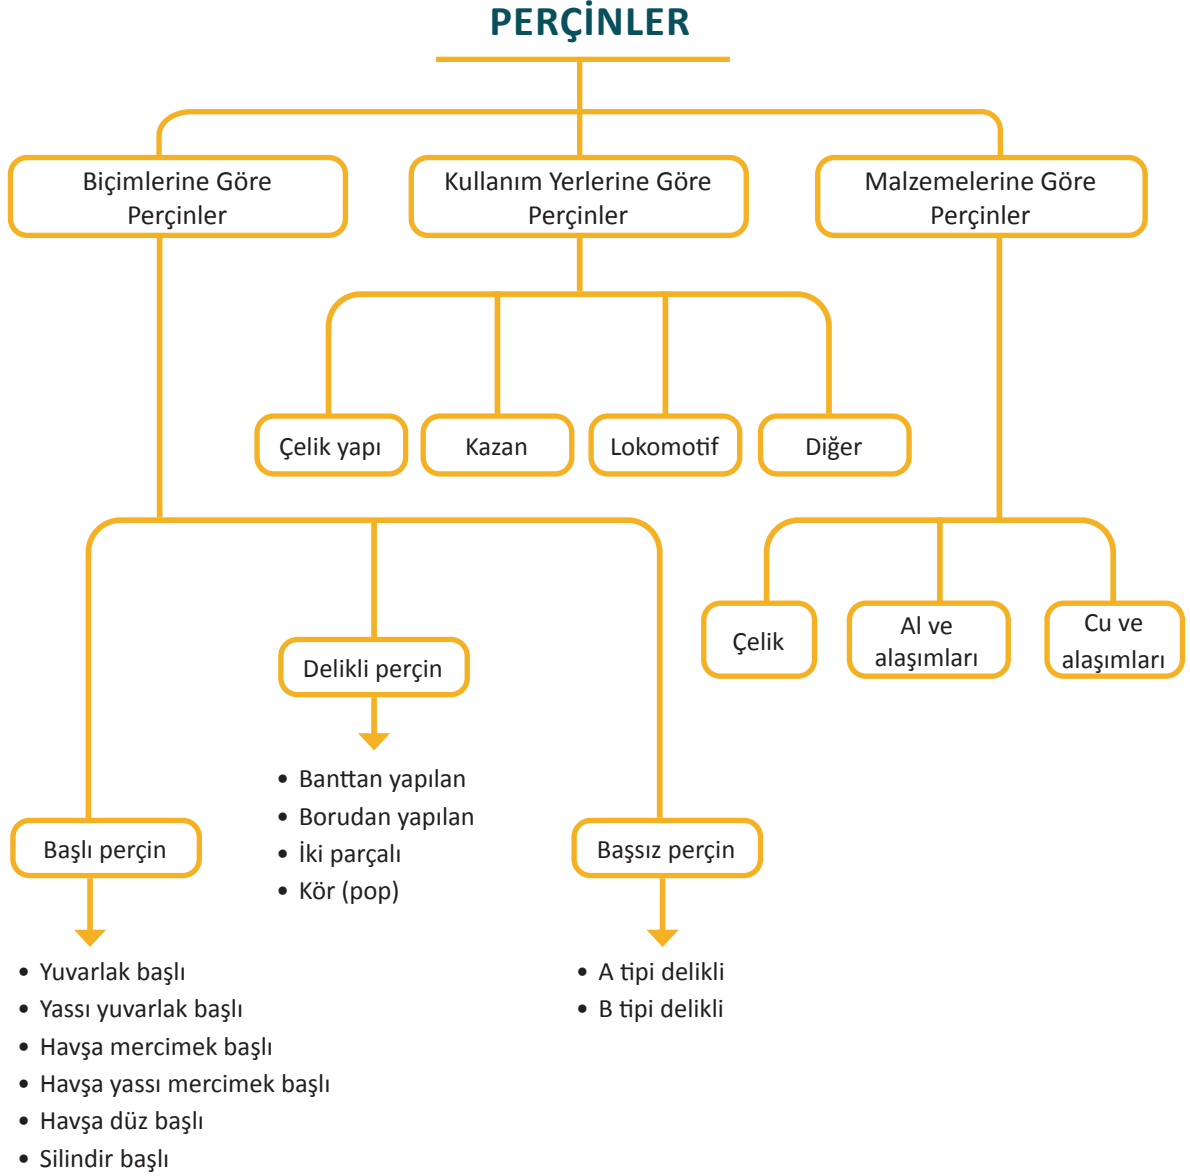 PERÇİNLER
Biçimlerine Göre
Perçinler
Kullanım Yerlerine Göre
Perçinler
Malzemelerine Göre
Perçinler
Çelik yapı
Kazan
Lokomotif
Diğer
Çelik
Al ve
alaşımları
Cu ve
alaşımları
Delikli perçin
• Banttan yapılan
• Borudan yapılan
• İki parçalı
• Kör (pop)
Başlı perçin
• Yuvarlak başlı
• Yassı yuvarlak başlı
• Havşa mercimek başlı
• Havşa yassı mercimek başlı
• Havşa düz başlı
• Silindir başlı
Başsız perçin
• A tipi delikli
• B tipi delikli